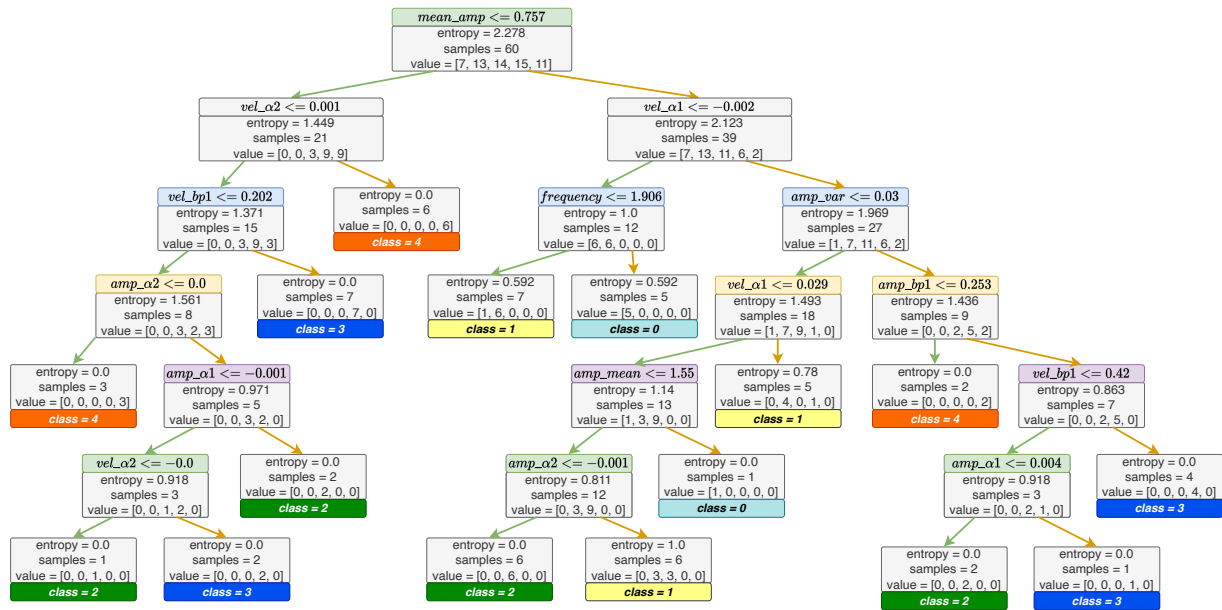 mean_amp <= 0.757
entropy = 2.278
samples = 60
value = [7, 13, 14, 15, 11]
vel_α2 <= 0.001
entropy = 1.449
samples = 21
value = [0, 0, 3, 9, 9]
vel_α1 <= −0.002
entropy = 2.123
samples = 39
value = [7, 13, 11, 6, 2]
vel_bp1 <= 0.202
entropy = 1.371
samples = 15
value = [0, 0, 3, 9, 3]
entropy = 0.0
samples = 6
value = [0, 0, 0, 0, 6]
class = 4
frequency <= 1.906
entropy = 1.0
samples = 12
value = [6, 6, 0, 0, 0]
amp_var <= 0.03
entropy = 1.969
samples = 27
value = [1, 7, 11, 6, 2]
amp_α2 <= 0.0
entropy = 1.561
samples = 8
value = [0, 0, 3, 2, 3]
entropy = 0.0
samples = 7
value = [0, 0, 0, 7, 0]
class = 3
entropy = 0.592
samples = 7
value = [1, 6, 0, 0, 0]
class = 1
entropy = 0.592
samples = 5
value = [5, 0, 0, 0, 0]
class = 0
vel_α1 <= 0.029
entropy = 1.493
samples = 18
value = [1, 7, 9, 1, 0]
amp_bp1 <= 0.253
entropy = 1.436
samples = 9
value = [0, 0, 2, 5, 2]
entropy = 0.0
samples = 3
value = [0, 0, 0, 0, 3]
class = 4
amp_α1 <= −0.001
entropy = 0.971
samples = 5
value = [0, 0, 3, 2, 0]
amp_mean <= 1.55
entropy = 1.14
samples = 13
value = [1, 3, 9, 0, 0]
entropy = 0.78
samples = 5
value = [0, 4, 0, 1, 0]
class = 1
entropy = 0.0
samples = 2
value = [0, 0, 0, 0, 2]
class = 4
vel_bp1 <= 0.42
entropy = 0.863
samples = 7
value = [0, 0, 2, 5, 0]
vel_α2 <= −0.0
entropy = 0.918
samples = 3
value = [0, 0, 1, 2, 0]
entropy = 0.0
samples = 2
value = [0, 0, 2, 0, 0]
class = 2
amp_α2 <= −0.001
entropy = 0.811
samples = 12
value = [0, 3, 9, 0, 0]
entropy = 0.0
samples = 1
value = [1, 0, 0, 0, 0]
class = 0
amp_α1 <= 0.004
entropy = 0.918
samples = 3
value = [0, 0, 2, 1, 0]
entropy = 0.0
samples = 4
value = [0, 0, 0, 4, 0]
class = 3
entropy = 0.0
samples = 1
value = [0, 0, 1, 0, 0]
class = 2
entropy = 0.0
samples = 2
value = [0, 0, 0, 2, 0]
class = 3
entropy = 0.0
samples = 6
value = [0, 0, 6, 0, 0]
class = 2
entropy = 1.0
samples = 6
value = [0, 3, 3, 0, 0]
class = 1
entropy = 0.0
samples = 2
value = [0, 0, 2, 0, 0]
class = 2
entropy = 0.0
samples = 1
value = [0, 0, 0, 1, 0]
class = 3